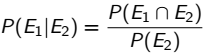 P(E₁|E₂) = P(E₁ ∩ E₂) / P(E₂)